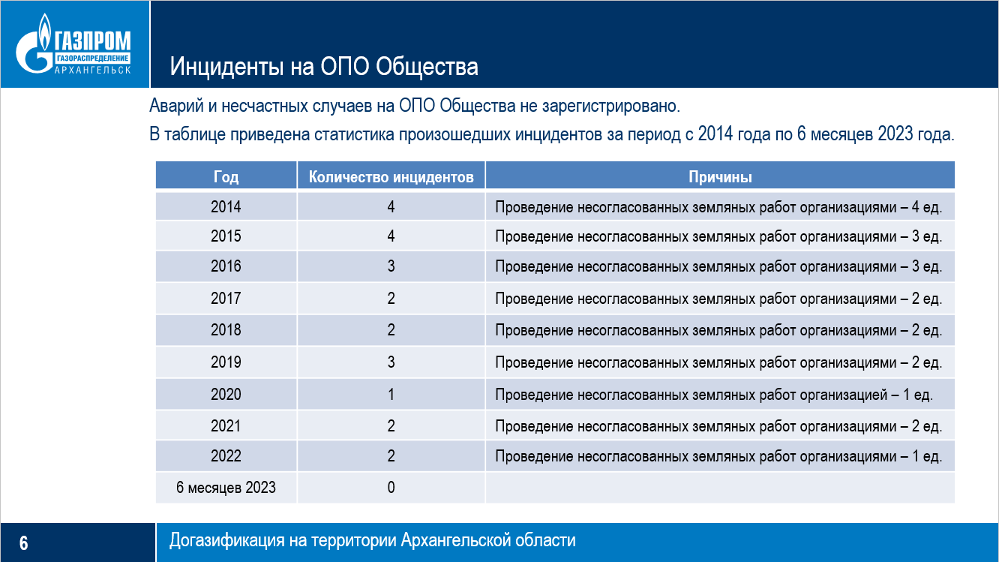 ГАЗПРОМ
ГАЗОРАСПРЕДЕЛЕНИЕ
АРХАНГЕЛЬСК
Инциденты на ОПО Общества
Аварий и несчастных случаев на ОПО Общества не зарегистрировано.
В таблице приведена статистика произошедших инцидентов за период с 2014 года по 6 месяцев 2023 года.
Год Количество инцидентов Причины
2014 4 Проведение несогласованных земляных работ организациями – 4 ед.
2015 4 Проведение несогласованных земляных работ организациями – 3 ед.
2016 3 Проведение несогласованных земляных работ организациями – 3 ед.
2017 2 Проведение несогласованных земляных работ организациями – 2 ед.
2018 2 Проведение несогласованных земляных работ организациями – 2 ед.
2019 3 Проведение несогласованных земляных работ организациями – 2 ед.
2020 1 Проведение несогласованных земляных работ организацией – 1 ед.
2021 2 Проведение несогласованных земляных работ организациями – 2 ед.
2022 2 Проведение несогласованных земляных работ организациями – 1 ед.
6 месяцев 2023 0
6 Догазификация на территории Архангельской области